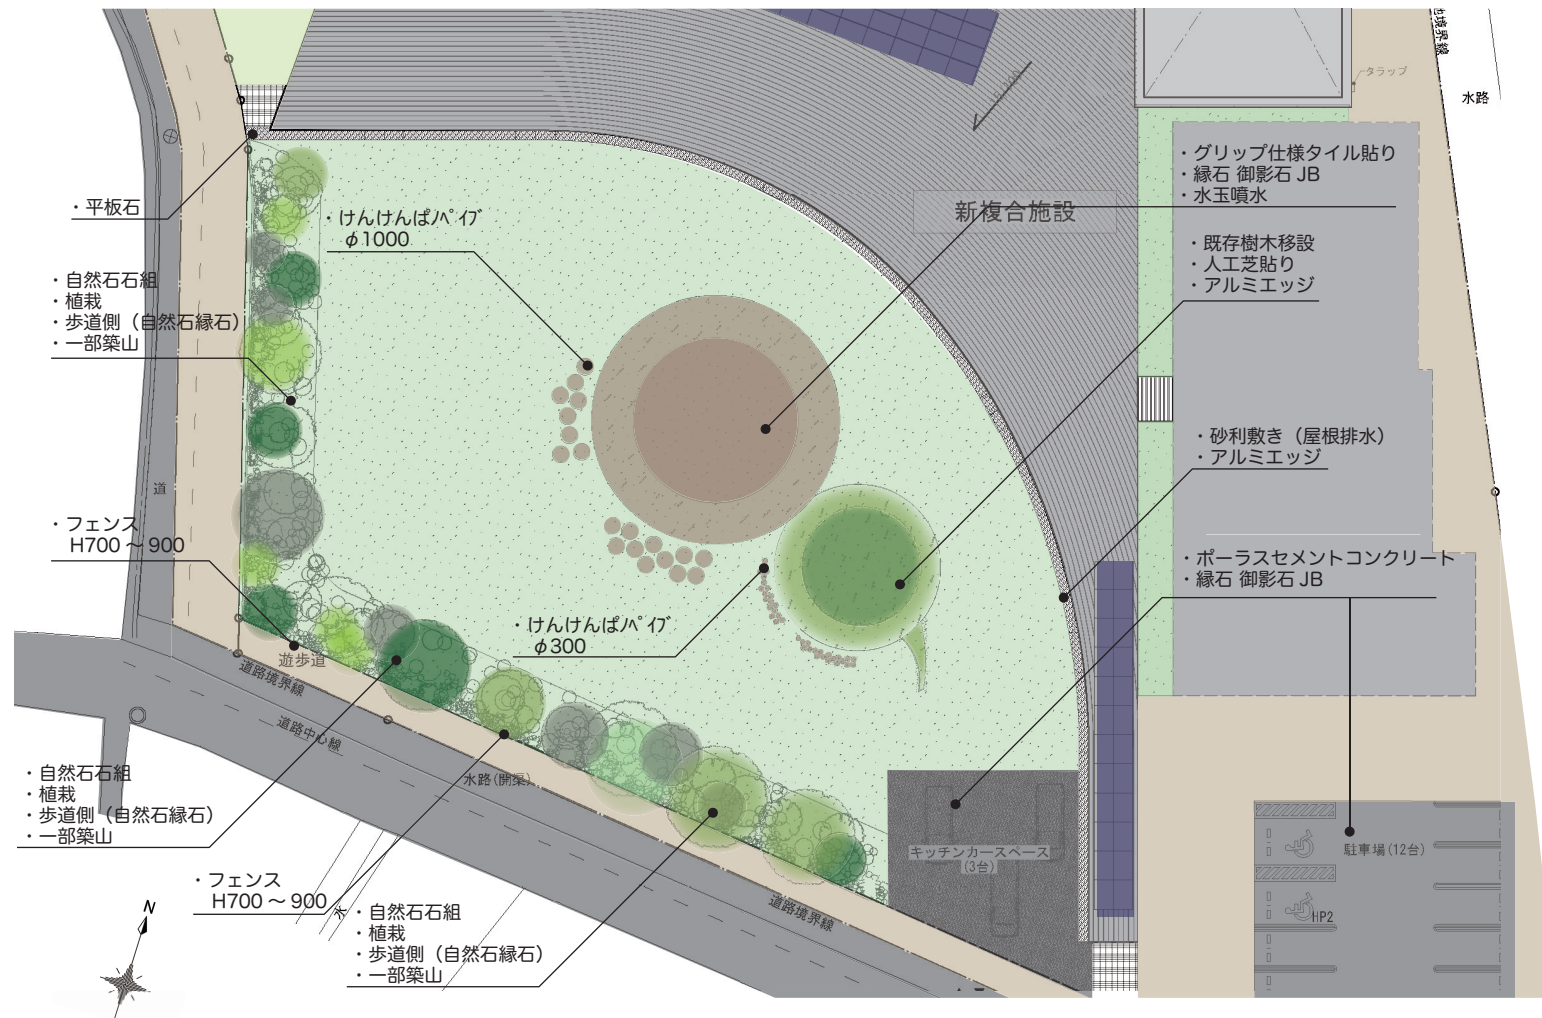 地境界線
タラップ
水路
・グリップ仕様タイル貼り
・縁石 御影石 JB
・水玉噴水
新複合施設
・平板石
・けんけんぱﾉﾍﾟｲﾌﾞ
φ1000
・既存樹木移設
・人工芝貼り
・アルミエッジ
・自然石石組
・植栽
・歩道側（自然石縁石）
・一部築山
・砂利敷き（屋根排水）
・アルミエッジ
道
・フェンス
H700～900
・ポーラスセメントコンクリート
・縁石 御影石 JB
・けんけんぱﾉﾍﾟｲﾌﾞ
φ300
遊歩道
道路境界線
道路中心線
水路(開渠)
・自然石石組
・植栽
・歩道側（自然石縁石）
・一部築山
キッチンカースペース
(3台)
駐車場(12台)
・フェンス
H700～900
水
HP2
道路境界線
・自然石石組
・植栽
・歩道側（自然石縁石）
・一部築山
N